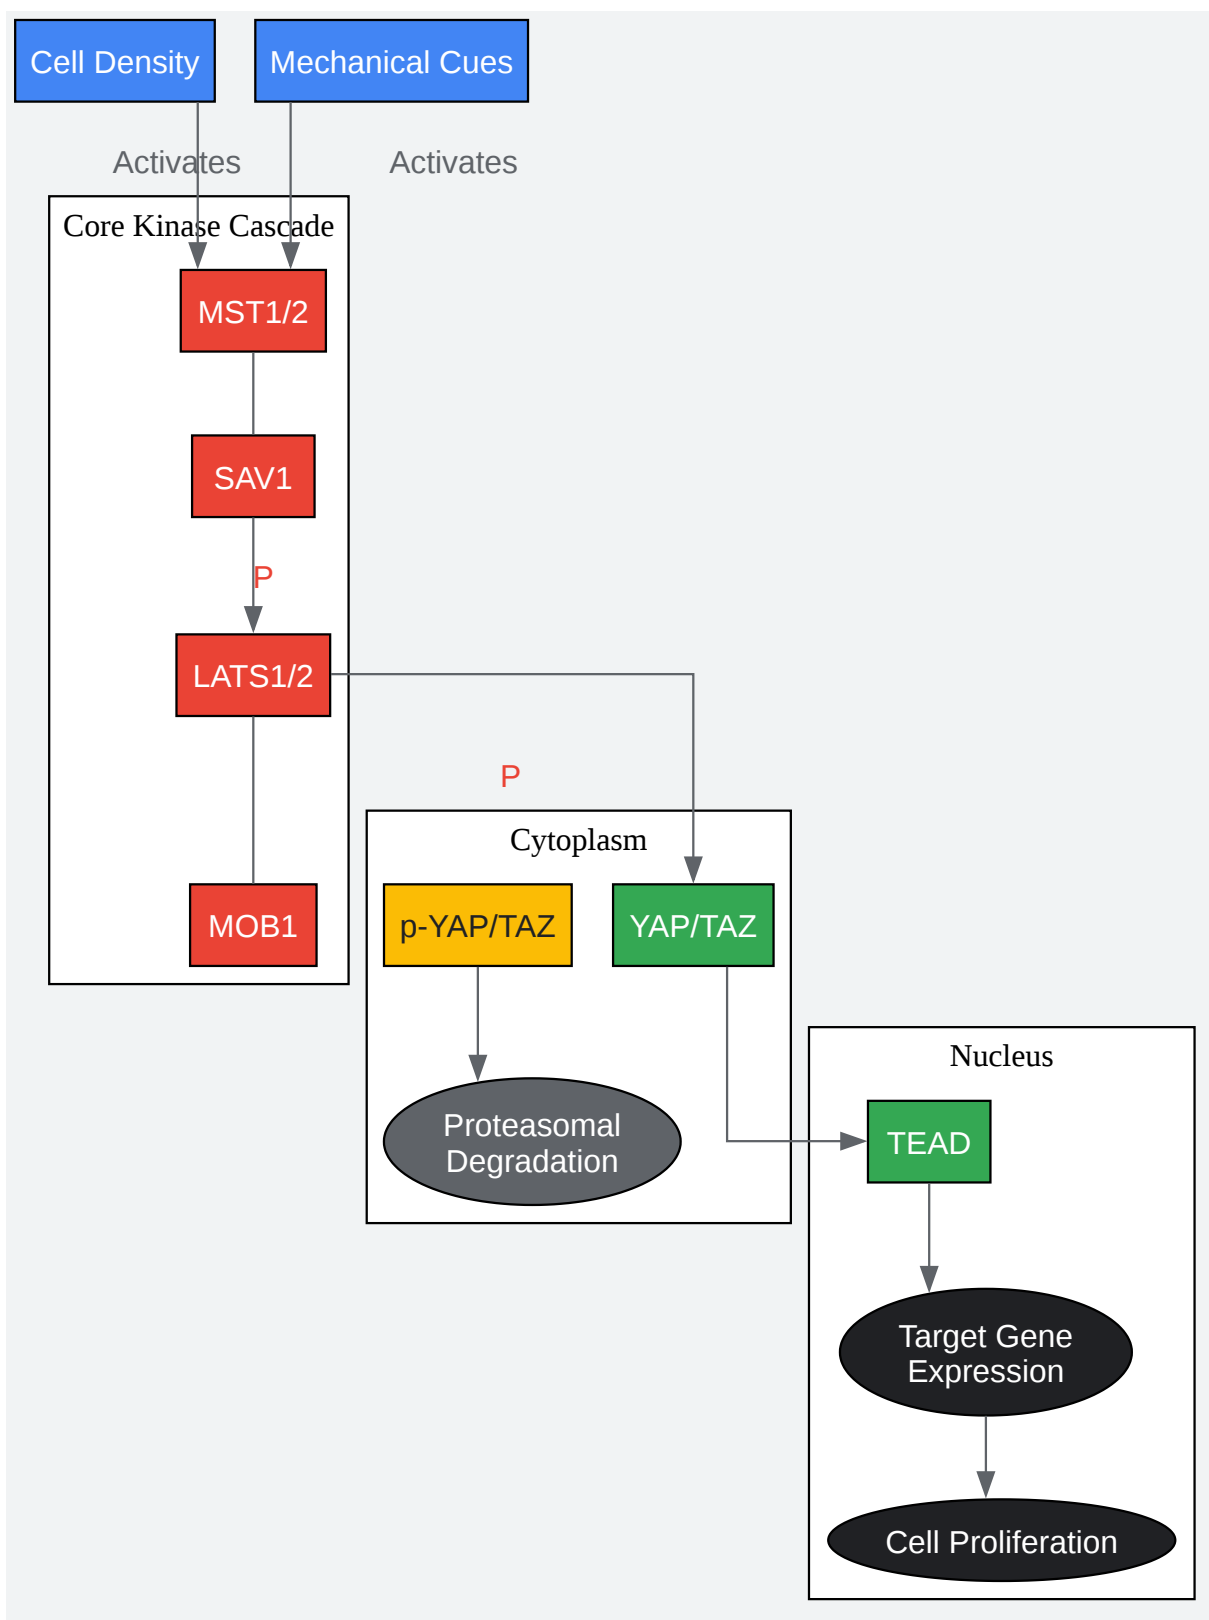 Cell Density
Mechanical Cues
Activates
Activates
Core Kinase Cascade
MST1/2
SAV1
P
LATS1/2
P
Cytoplasm
MOB1
p-YAP/TAZ
YAP/TAZ
Nucleus
Proteasomal
Degradation
TEAD
Target Gene
Expression
Cell Proliferation